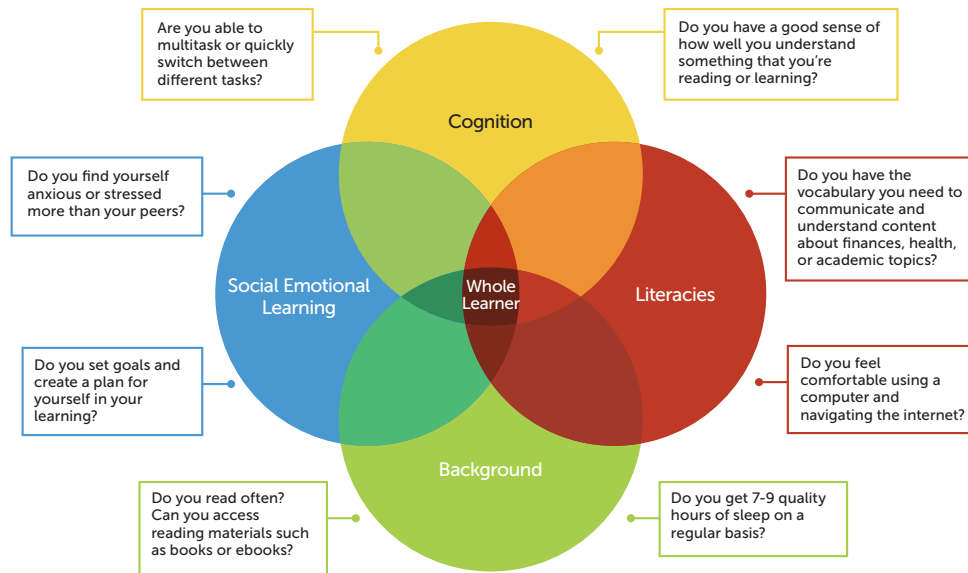 Are you able to
multitask or quickly
switch between
different tasks?
Do you have a good sense of
how well you understand
something that you’re
reading or learning?
Cognition
Do you find yourself
anxious or stressed
more than your peers?
Do you have the
vocabulary you need to
communicate and
understand content
about finances, health,
or academic topics?
Social Emotional
Learning
Whole
Learner
Literacies
Do you set goals and
create a plan for
yourself in your
learning?
Do you feel
comfortable using a
computer and
navigating the internet?
Background
Do you read often?
Can you access
reading materials such
as books or ebooks?
Do you get 7-9 quality
hours of sleep on a
regular basis?